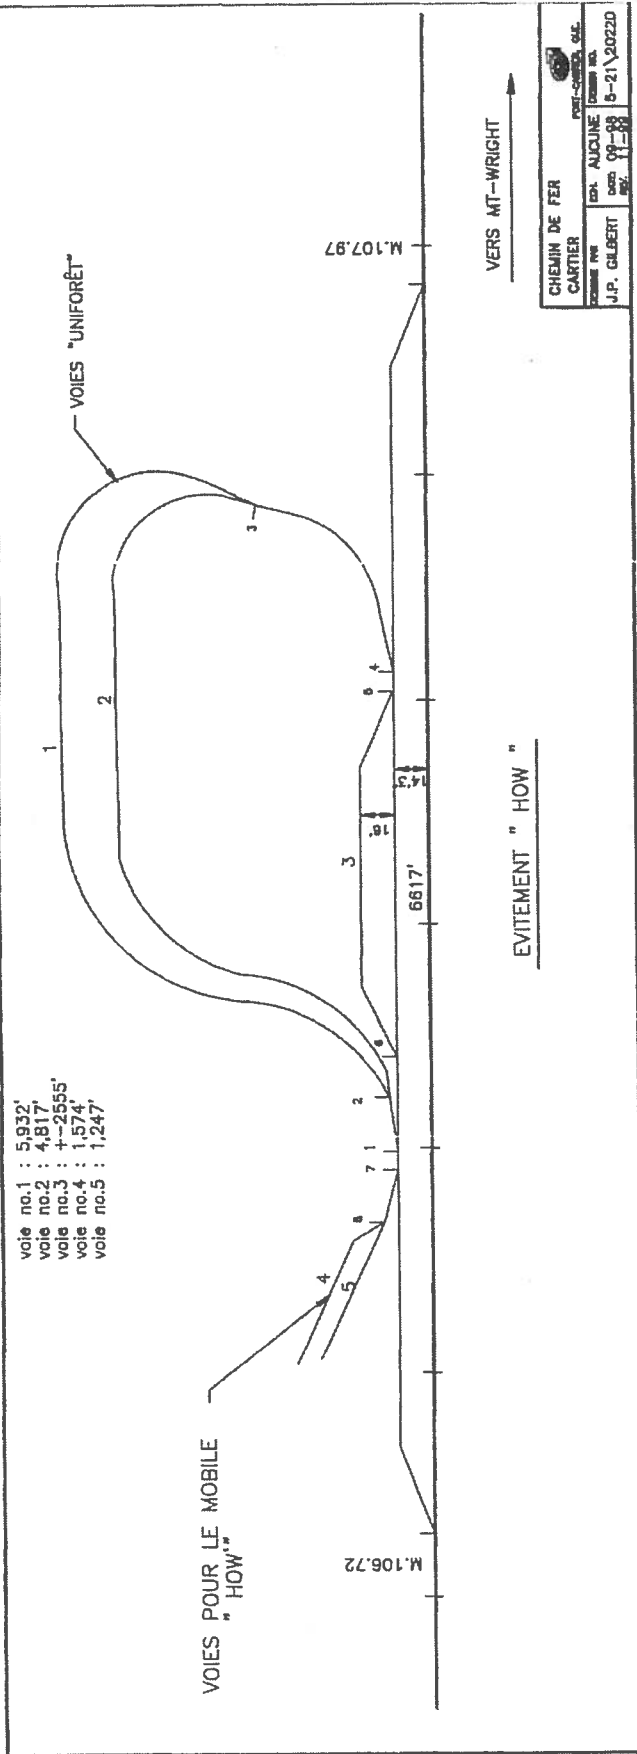 voie no.1 : 5,932'
voie no.2 : 4,817'
voie no.3 : +-2555'
voie no.4 : 1,574'
voie no.5 : 1,247'
VOIES "UNIFORÊT"
1
2
3
3
4
5
16'
14'
6617'
6
2
1
7
8
4
5
VOIES POUR LE MOBILE
" HOW "
M.106.72
M.107.97
VERS MT-WRIGHT
EVITEMENT " HOW "
CHEMIN DE FER
CARTIER
PORT-CARTIER, QUE.
J.P. GILBERT
AUCUNE
5-21\2022D